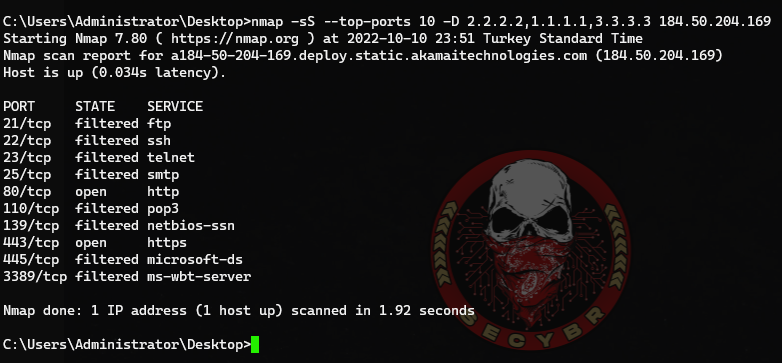 C:\Users\Administrator\Desktop>nmap -sS --top-ports 10 -D 2.2.2.2,1.1.1.1,3.3.3.3 184.50.204.169
Starting Nmap 7.80 ( https://nmap.org ) at 2022-10-10 23:51 Turkey Standard Time
Nmap scan report for a184-50-204-169.deploy.static.akamaitechnologies.com (184.50.204.169)
Host is up (0.034s latency).
PORT     STATE    SERVICE
21/tcp   filtered ftp
22/tcp   filtered ssh
23/tcp   filtered telnet
25/tcp   filtered smtp
80/tcp   open     http
110/tcp  filtered pop3
139/tcp  filtered netbios-ssn
443/tcp  open     https
445/tcp  filtered microsoft-ds
3389/tcp filtered ms-wbt-server
Nmap done: 1 IP address (1 host up) scanned in 1.92 seconds
C:\Users\Administrator\Desktop>
SECYBR